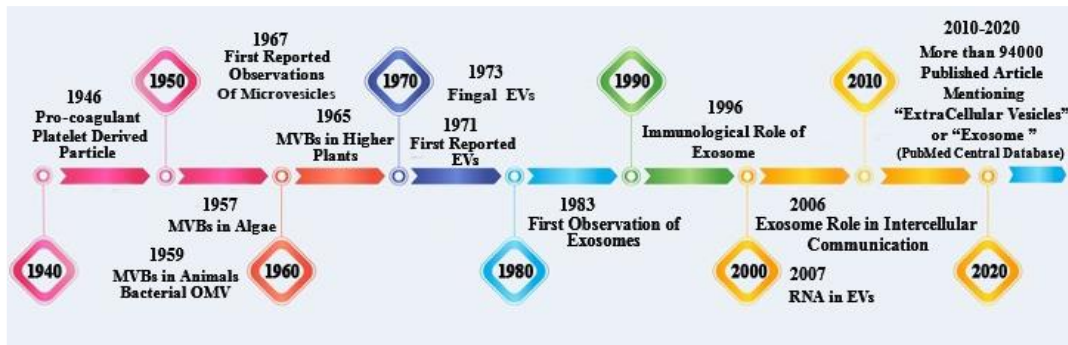 1940
1946
Pro-coagulant
Platelet Derived
Particle
1950
1957
MVBs in Algae
1959
MVBs in Animals
Bacterial OMV
1960
1967
First Reported
Observations
Of Microvesicles
1965
MVBs in Higher
Plants
1970
1973
Fingal EVs
1971
First Reported
EVs
1980
1983
First Observation of
Exosomes
1990
1996
Immunological Role of
Exosome
2000
2006
Exosome Role in Intercellular
Communication
2007
RNA in EVs
2010
2010-2020
More than 94000
Published Article
Mentioning
“ExtraCellular Vesicles”
or “Exosome ”
(PubMed Central Database)
2020